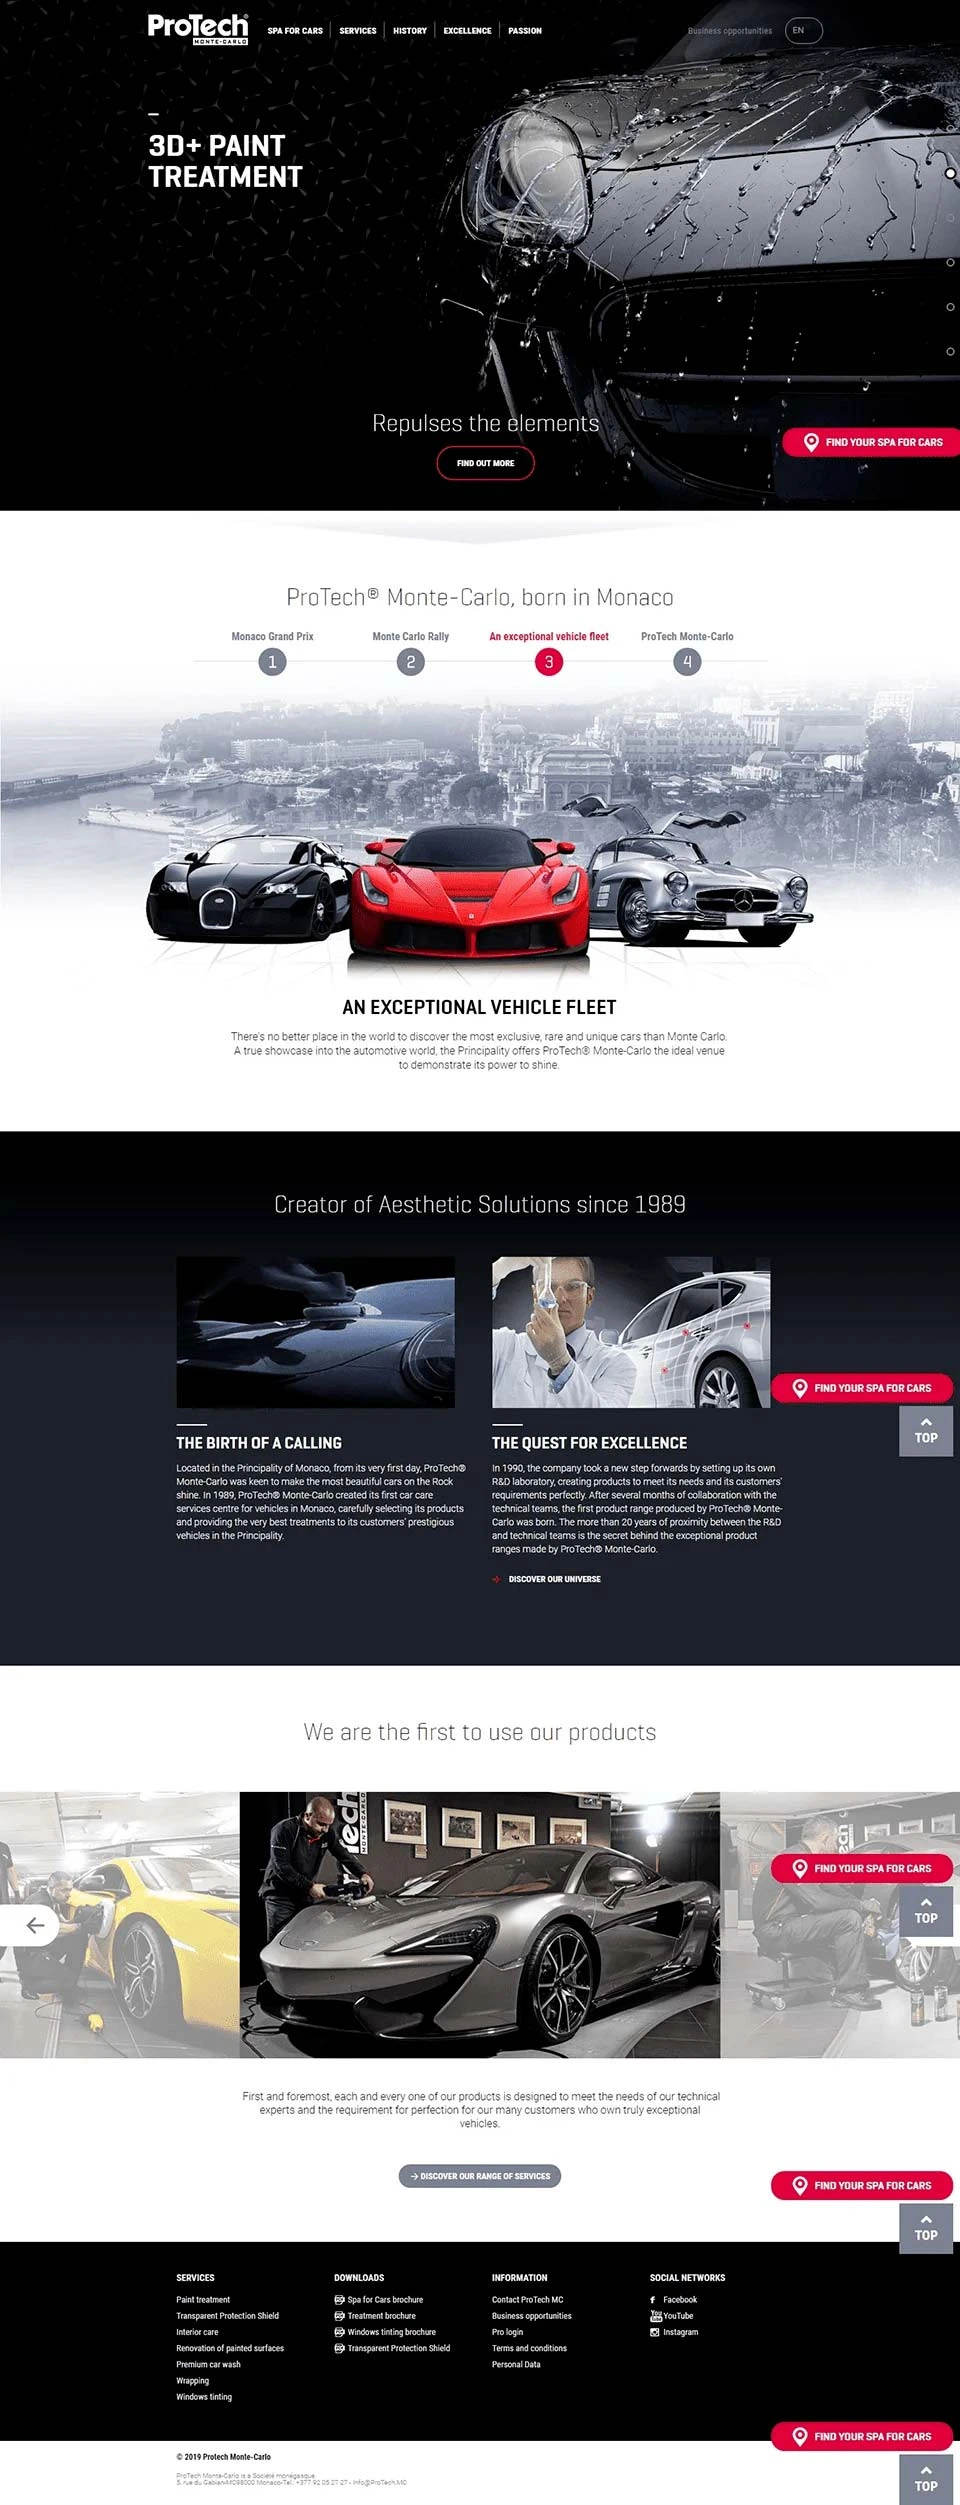 ProTech®
MONTE-CARLO
SPA FOR CARS
SERVICES
HISTORY
EXCELLENCE
PASSION
Business opportunities
EN
3D+ PAINT
TREATMENT
Repulses the elements
FIND OUT MORE
FIND YOUR SPA FOR CARS
ProTech® Monte-Carlo, born in Monaco
Monaco Grand Prix
Monte Carlo Rally
An exceptional vehicle fleet
ProTech Monte-Carlo
1
2
3
4
AN EXCEPTIONAL VEHICLE FLEET
There's no better place in the world to discover the most exclusive, rare and unique cars than Monte Carlo.
A true showcase into the automotive world, the Principality offers ProTech® Monte-Carlo the ideal venue
to demonstrate its power to shine.
Creator of Aesthetic Solutions since 1989
FIND YOUR SPA FOR CARS
TOP
THE BIRTH OF A CALLING
Located in the Principality of Monaco, from its very first day, ProTech®
Monte-Carlo was keen to make the most beautiful cars on the Rock
shine. In 1989, ProTech® Monte-Carlo created its first car care
services centre for vehicles in Monaco, carefully selecting its products
and providing the very best treatments to its customers' prestigious
vehicles in the Principality.
THE QUEST FOR EXCELLENCE
In 1990, the company took a new step forwards by setting up its own
R&D laboratory, creating products to meet its needs and its customers'
requirements perfectly. After several months of collaboration with the
technical teams, the first product range produced by ProTech® Monte-
Carlo was born. The more than 20 years of proximity between the R&D
and technical teams is the secret behind the exceptional product
ranges made by ProTech® Monte-Carlo.
DISCOVER OUR UNIVERSE
We are the first to use our products
FIND YOUR SPA FOR CARS
TOP
First and foremost, each and every one of our products is designed to meet the needs of our technical
experts and the requirement for perfection for our many customers who own truly exceptional
vehicles.
DISCOVER OUR RANGE OF SERVICES
FIND YOUR SPA FOR CARS
TOP
SERVICES
Paint treatment
Transparent Protection Shield
Interior care
Renovation of painted surfaces
Premium car wash
Wrapping
Windows tinting
DOWNLOADS
Spa for Cars brochure
Treatment brochure
Windows tinting brochure
Transparent Protection Shield
INFORMATION
Contact ProTech MC
Business opportunities
Pro login
Terms and conditions
Personal Data
SOCIAL NETWORKS
Facebook
YouTube
Instagram
FIND YOUR SPA FOR CARS
TOP
© 2019 Protech Monte-Carlo
ProTech Monte-Carlo is a Société monégasque.
5, rue du Gabian-MC98000 Monaco-Tel.: +377 92 05 27 27 - Info@ProTech.MC